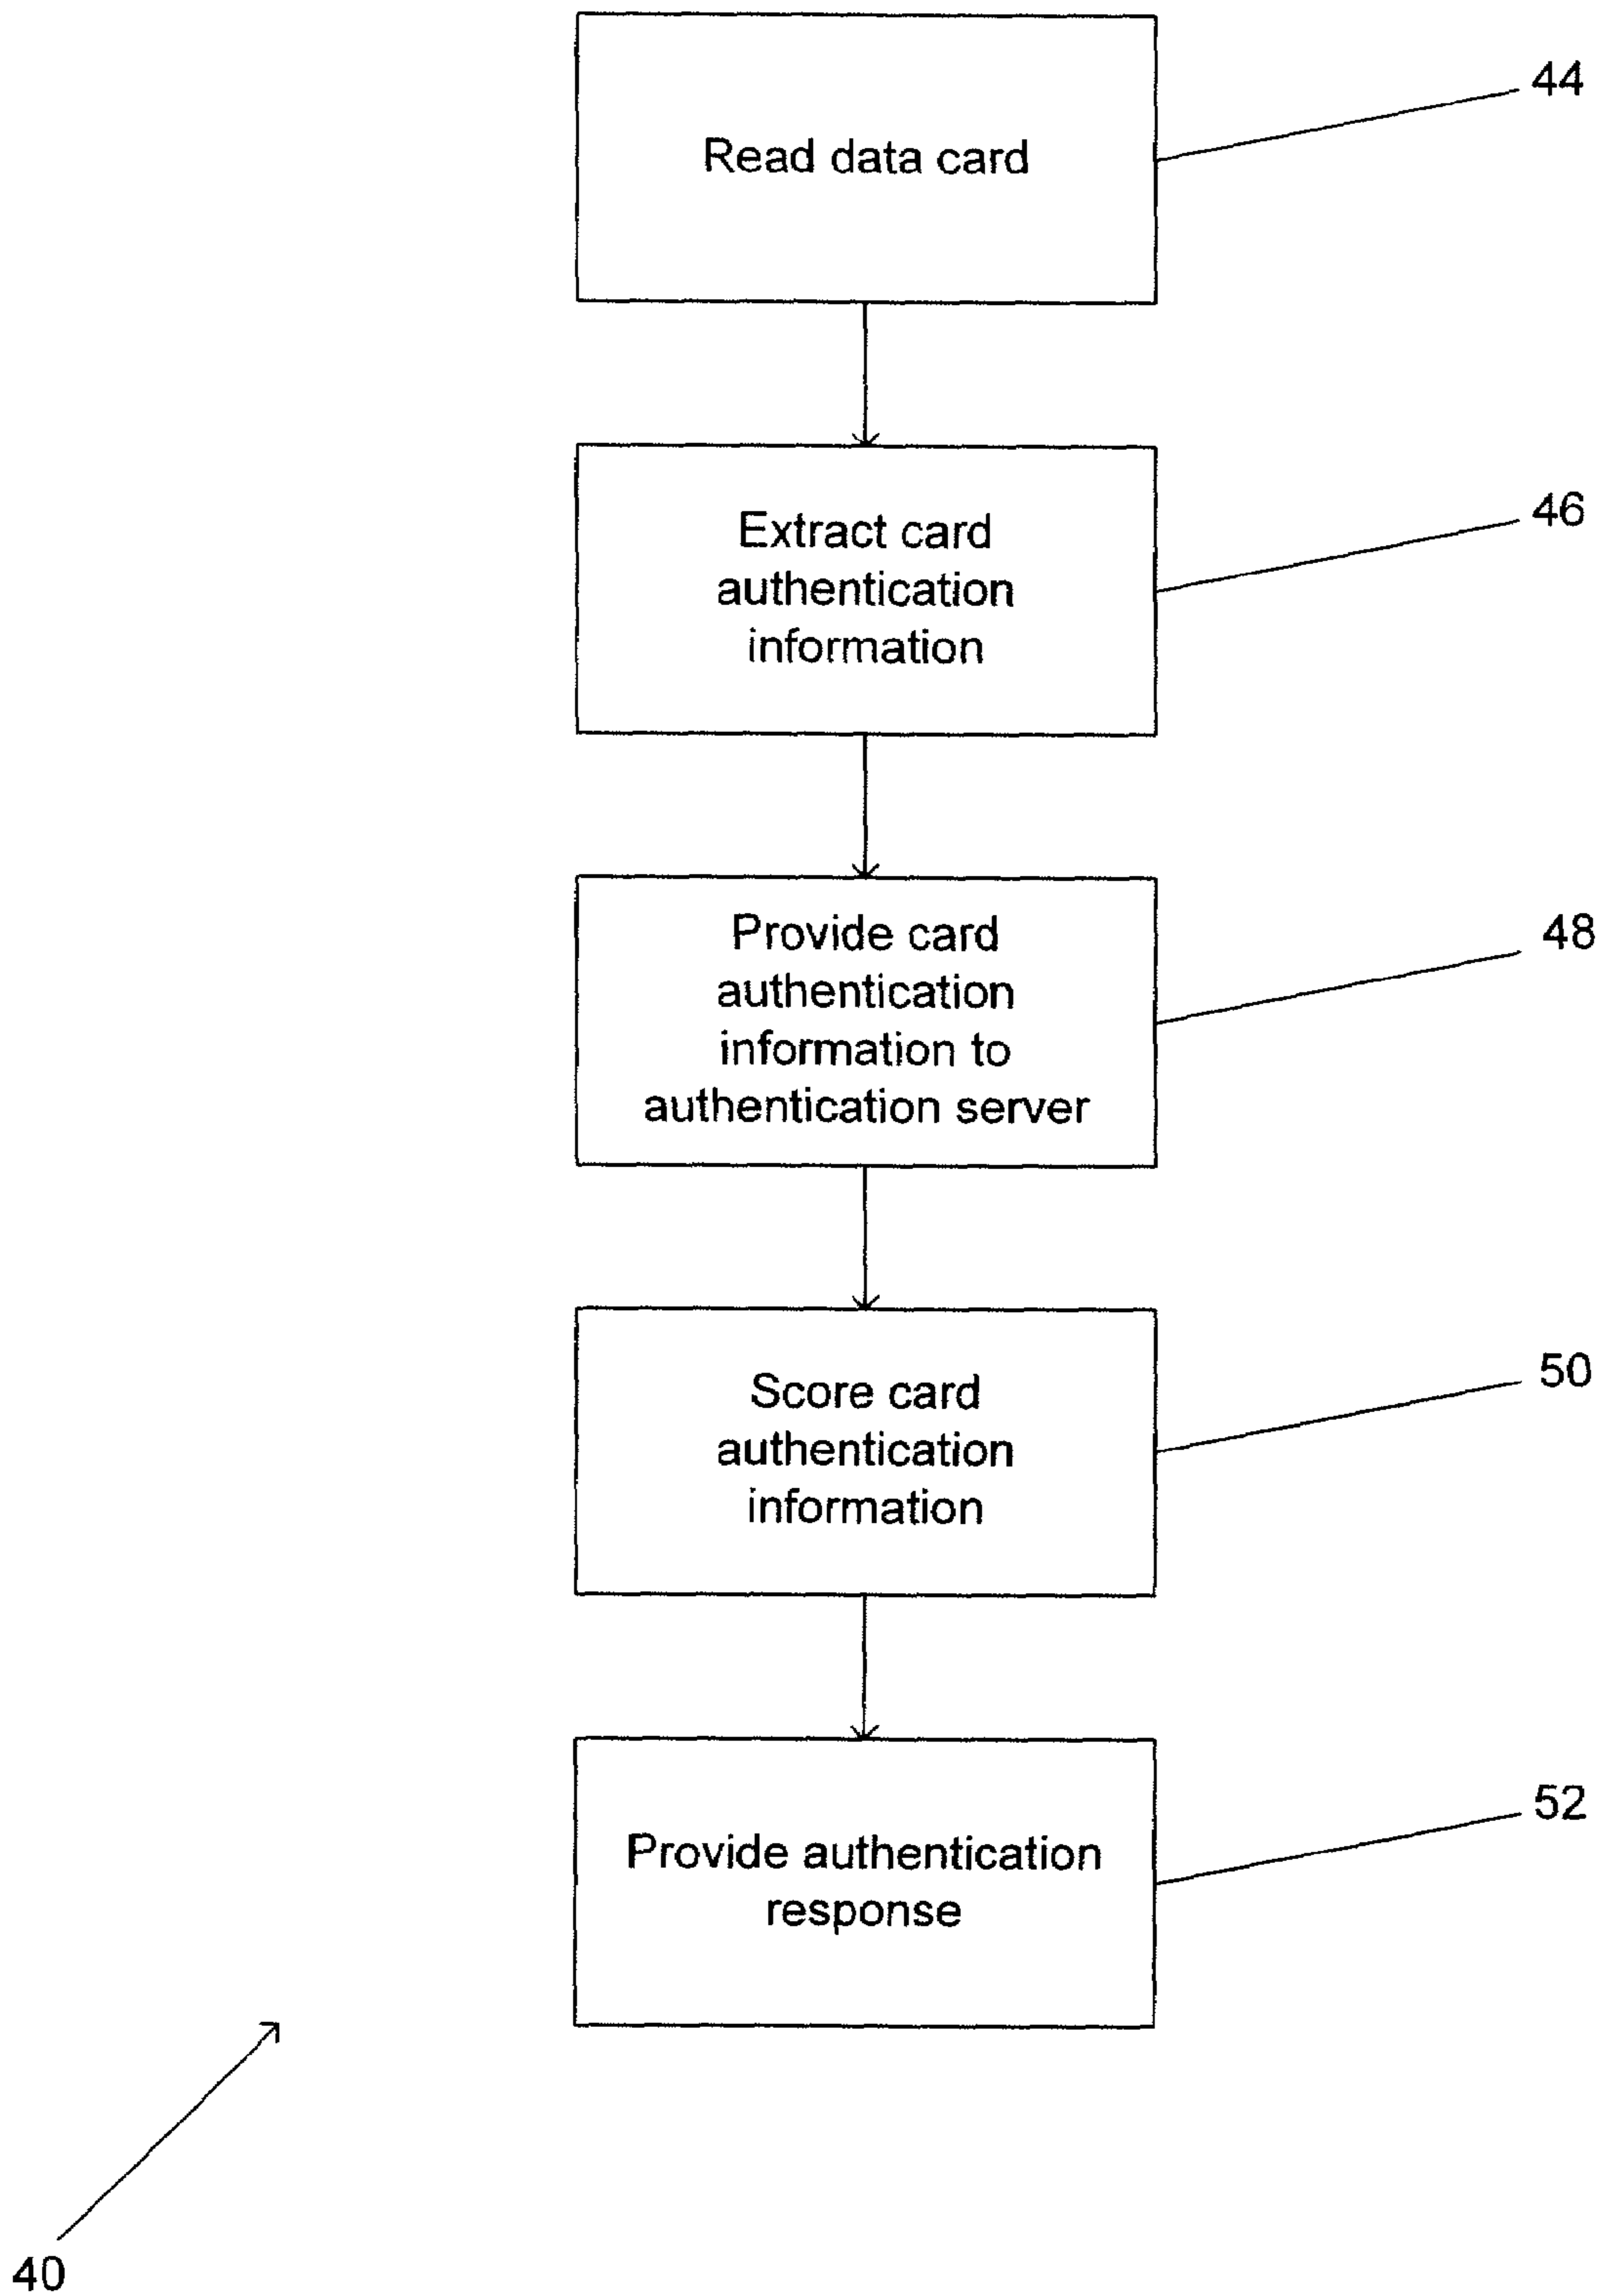 Read data card
44
Extract card
authentication
information
46
Provide card
authentication
information to
authentication server
48
Score card
authentication
information
50
Provide authentication
response
52
40